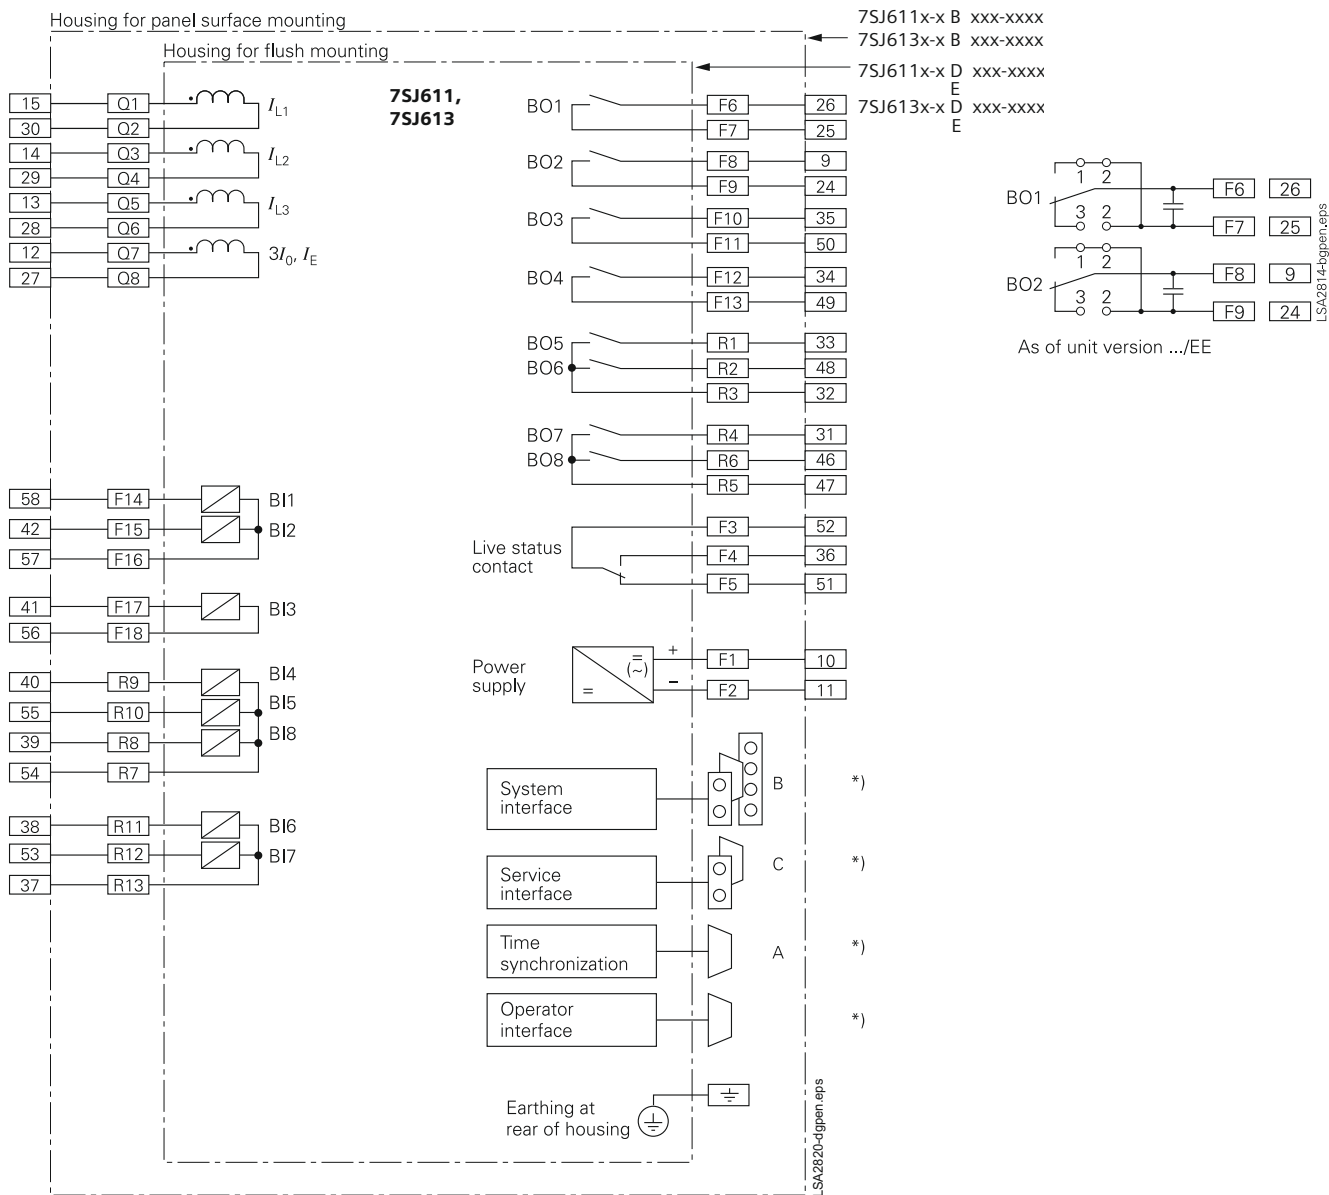 Housing for panel surface mounting
Housing for flush mounting
7SJ611x-x B xxx-xxxx
7SJ613x-x B xxx-xxxx
7SJ611x-x D xxx-xxxx
E
7SJ613x-x D xxx-xxxx
E
7SJ611,
7SJ613
15 Q1 IL1
30 Q2
14 Q3 IL2
29 Q4
13 Q5 IL3
28 Q6
12 Q7 3I0, IE
27 Q8
58 F14 BI1
42 F15 BI2
57 F16
41 F17 BI3
56 F18
40 R9 BI4
55 R10 BI5
39 R8 BI8
54 R7
38 R11 BI6
53 R12 BI7
37 R13
BO1 F6 26
F7 25
BO2 F8 9
F9 24
BO3 F10 35
F11 50
BO4 F12 34
F13 49
BO5 R1 33
BO6 R2 48
R3 32
BO7 R4 31
BO8 R6 46
R5 47
F3 52
Live status
contact
F4 36
F5 51
Power
supply
= (~) =
+ F1 10
– F2 11
System
interface
B *)
Service
interface
C *)
Time
synchronization
A *)
Operator
interface
*)
Earthing at
rear of housing
LSA2820-dgpen.eps
1 2
BO1 F6 26
3 2
F7 25
1 2
BO2 F8 9
3 2
F9 24
As of unit version .../EE
LSA2814-bgpen.eps